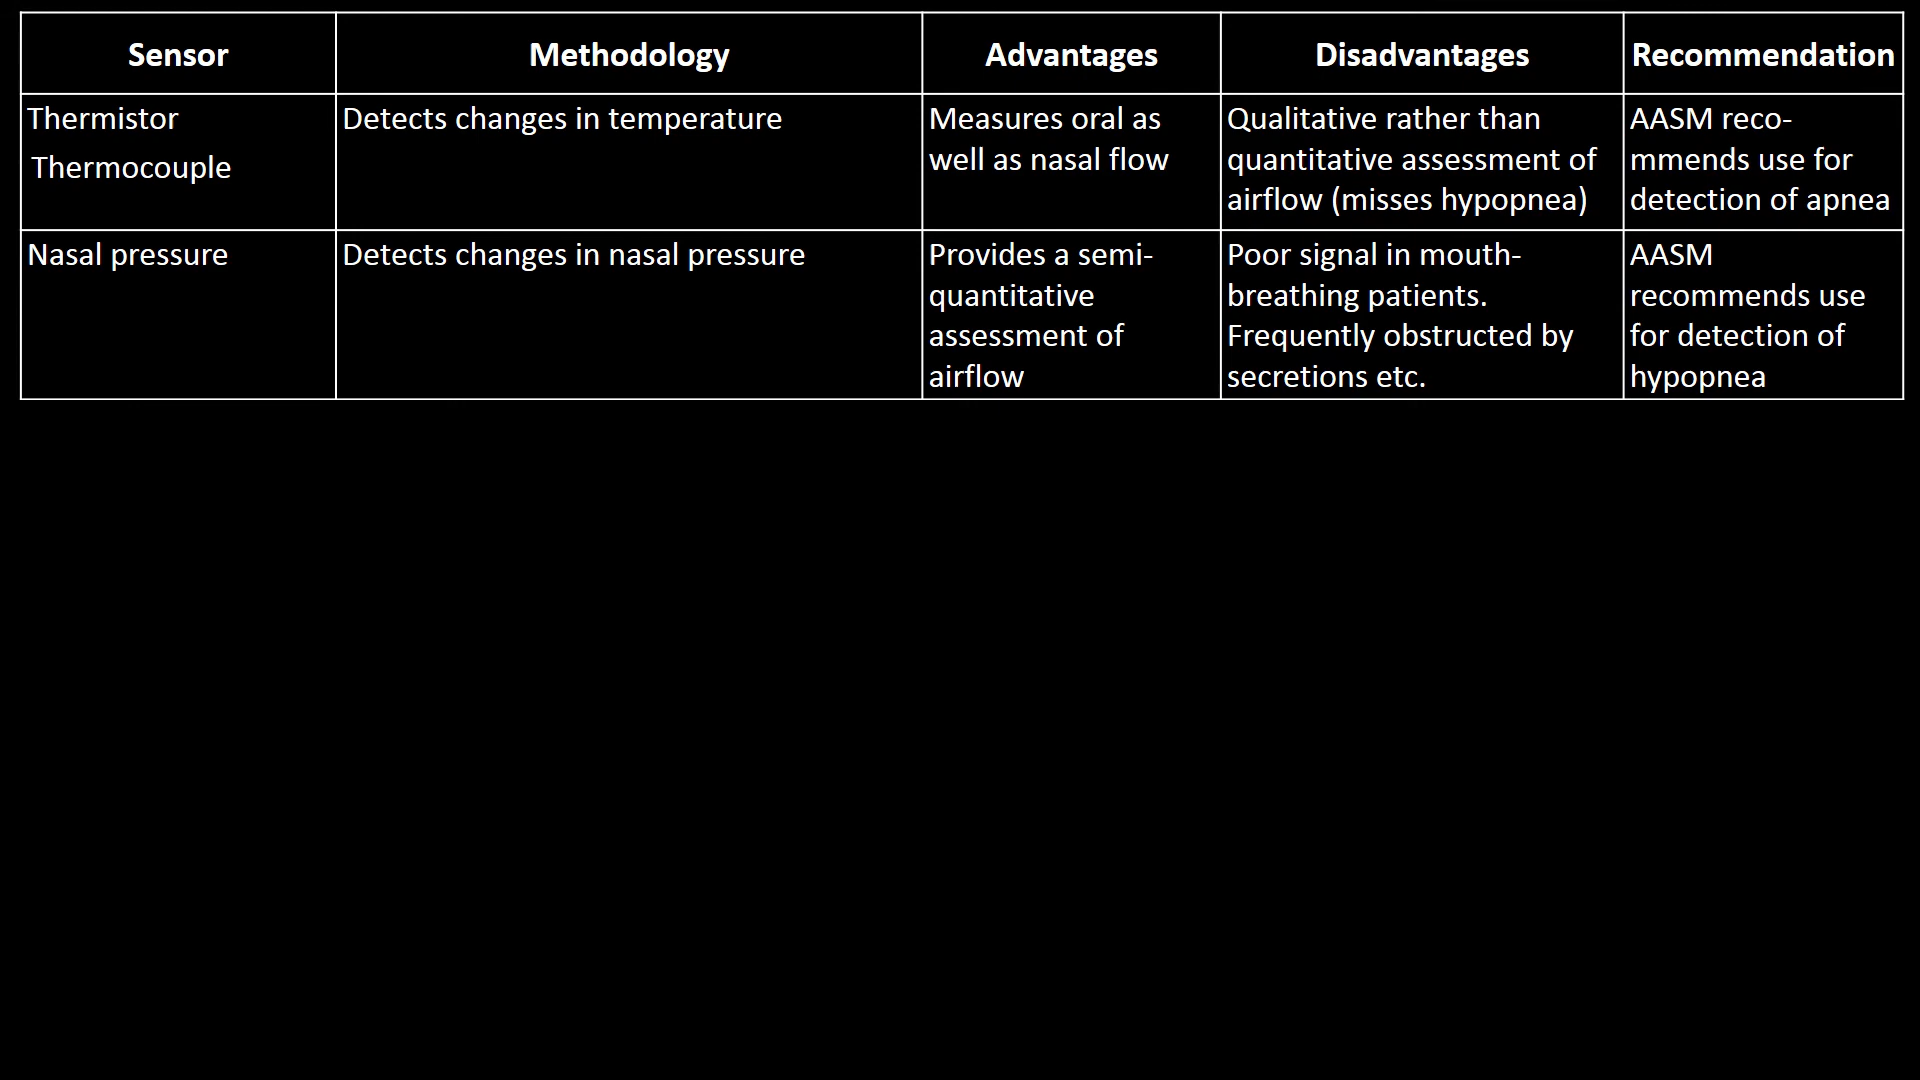 Sensor Methodology Advantages Disadvantages Recommendation
Thermistor
Thermocouple
Detects changes in temperature
Measures oral as
well as nasal flow
Qualitative rather than
quantitative assessment of
airflow (misses hypopnea)
AASM reco-
mmends use for
detection of apnea
Nasal pressure
Detects changes in nasal pressure
Provides a semi-
quantitative
assessment of
airflow
Poor signal in mouth-
breathing patients.
Frequently obstructed by
secretions etc.
AASM
recommends use
for detection of
hypopnea